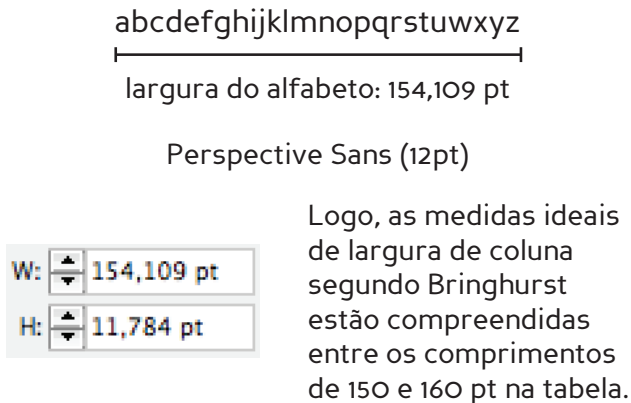 abcdefghijklmnopqrstuwxyz
largura do alfabeto: 154,109 pt
Perspective Sans (12pt)
W: 154,109 pt
H: 11,784 pt
Logo, as medidas ideais
de largura de coluna
segundo Bringhurst
estão compreendidas
entre os comprimentos
de 150 e 160 pt na tabela.